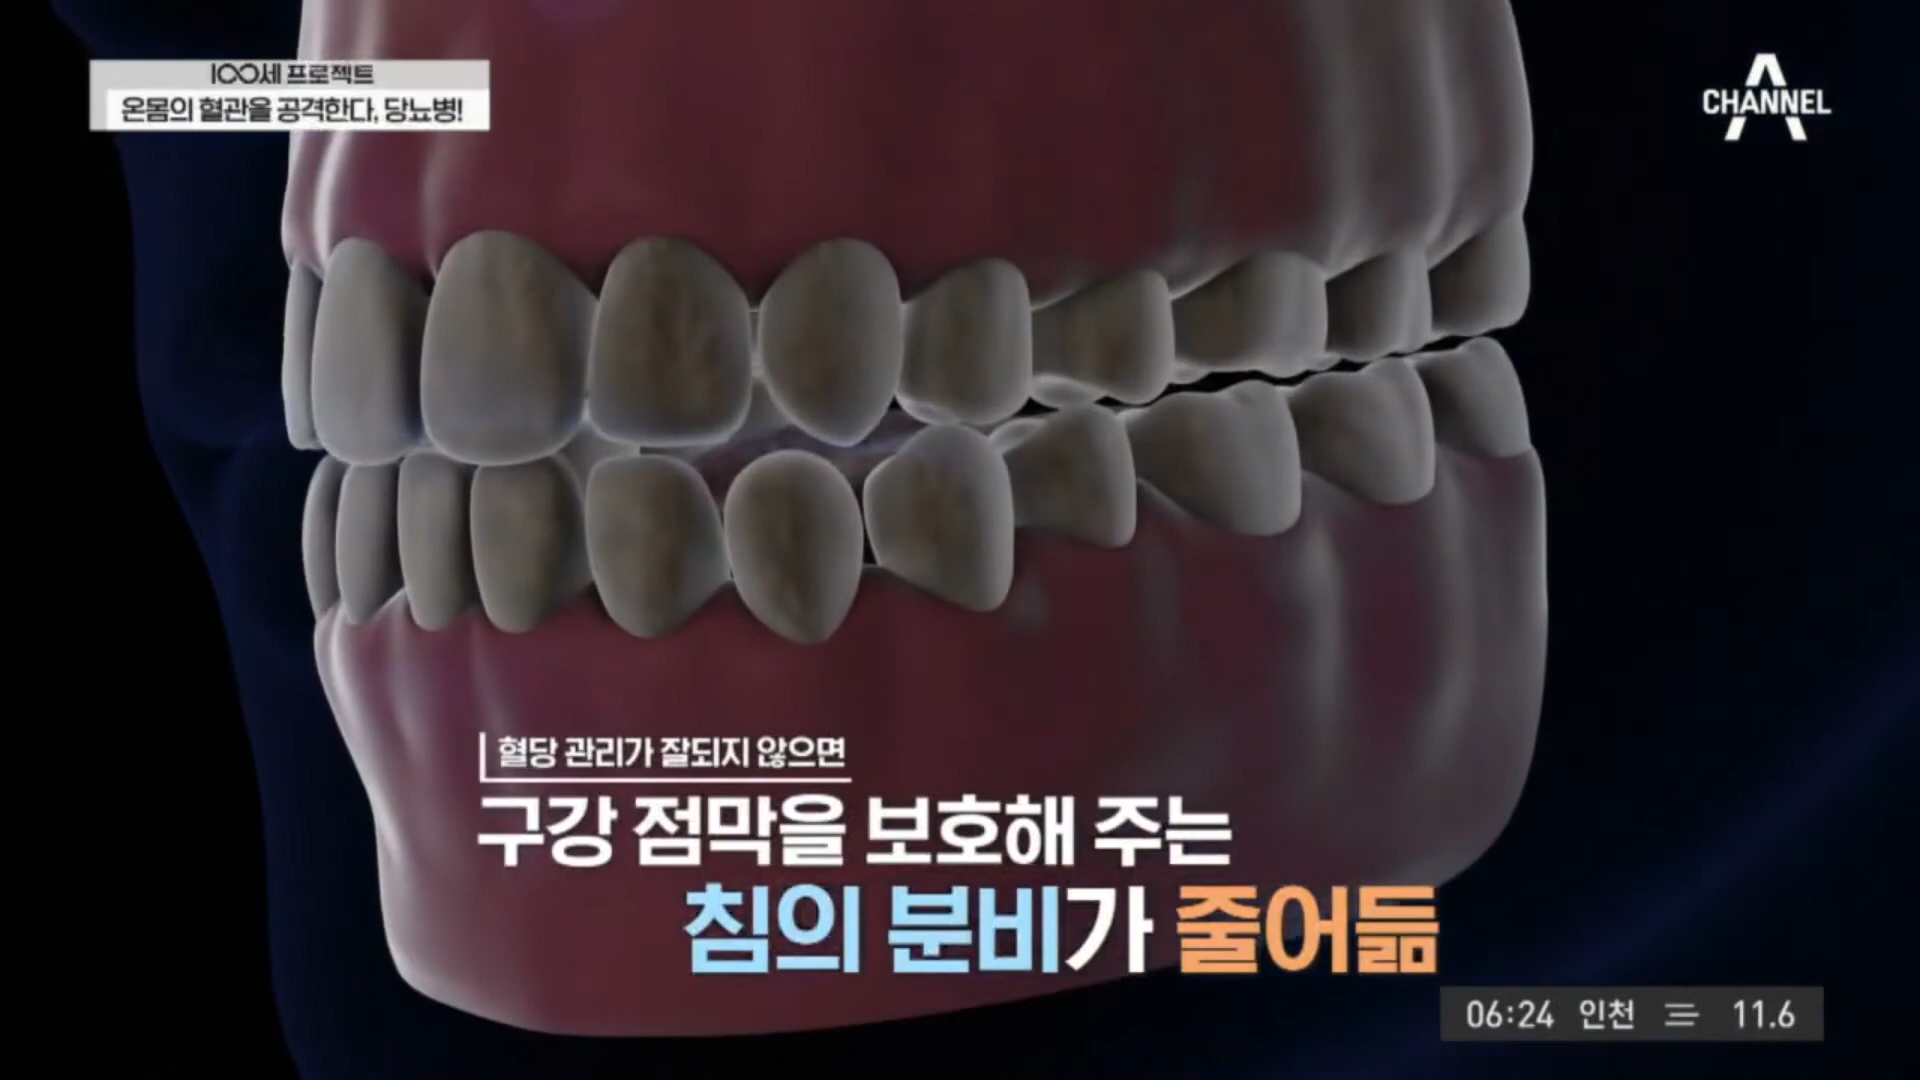 100세 프로젝트
온몸의 혈관을 공격한다, 당뇨병!
CHANNEL A
혈당 관리가 잘되지 않으면
구강 점막을 보호해 주는
침의 분비가 줄어듦
06:24 인천 11.6